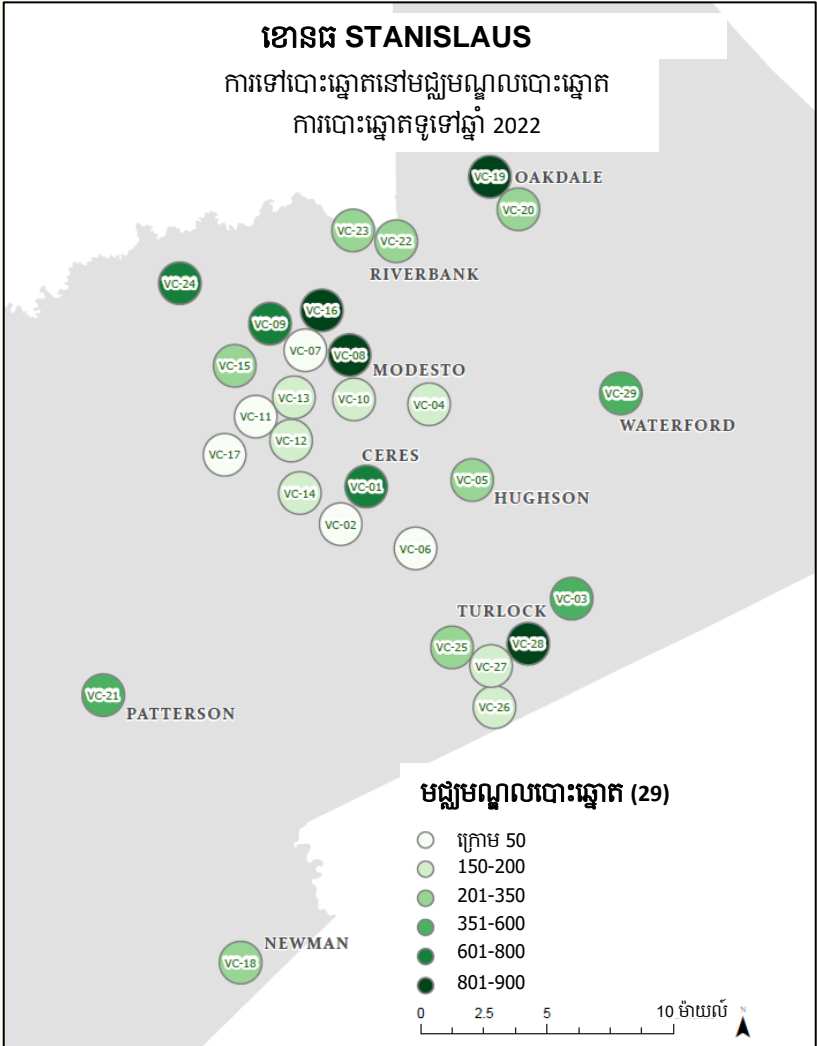 ខោនធ STANISLAUS
ការទៅបោះឆ្នោតនៅមជ្ឈមណ្ឌលបោះឆ្នោត
ការបោះឆ្នោតទូទៅឆ្នាំ 2022
VC-19 OAKDALE
VC-20
VC-23
VC-22
RIVERBANK
VC-24
VC-16
VC-09
VC-07
VC-08
MODESTO
VC-15
VC-13
VC-10
VC-04
VC-29
WATERFORD
VC-11
VC-12
VC-17
CERES
VC-14
VC-01
VC-05
HUGHSON
VC-02
VC-06
VC-03
TURLOCK
VC-25
VC-28
VC-27
VC-26
VC-21
PATTERSON
មជ្ឈមណ្ឌលបោះឆ្នោត (29)
ក្រោម 50
150-200
201-350
351-600
601-800
801-900
NEWMAN
VC-18
0 2.5 5 10 ម៉ាយល៍
N